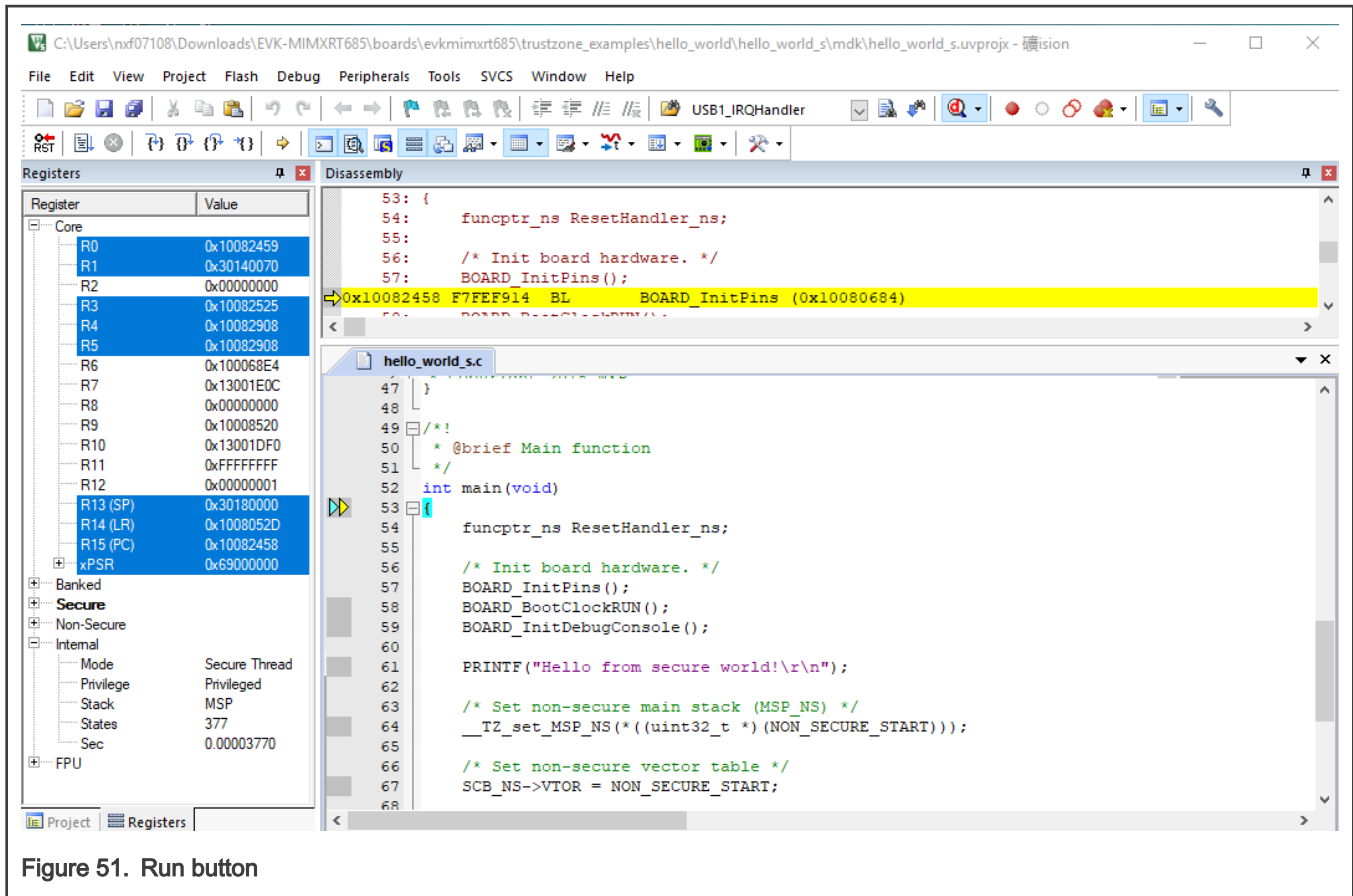 C:\Users\nxf07108\Downloads\EVK-MIMXRT685\boards\evkmimxrt685\trustzone_examples\hello_world\hello_world_s\mdk\hello_world_s.uvprojx - 礦ision
File Edit View Project Flash Debug Peripherals Tools SVCS Window Help
USB1_IRQHandler
RST
Registers
Register Value
Core
R0 0x10082459
R1 0x30140070
R2 0x00000000
R3 0x10082525
R4 0x10082908
R5 0x10082908
R6 0x100068E4
R7 0x13001E0C
R8 0x00000000
R9 0x10008520
R10 0x13001DF0
R11 0xFFFFFFFF
R12 0x00000001
R13 (SP) 0x30180000
R14 (LR) 0x1008052D
R15 (PC) 0x10082458
xPSR 0x69000000
Banked
Secure
Non-Secure
Internal
Mode Secure Thread
Privilege Privileged
Stack MSP
States 377
Sec 0.00003770
FPU
Project Registers
Disassembly
53: {
54: funcptr_ns ResetHandler_ns;
55:
56: /* Init board hardware. */
57: BOARD_InitPins();
0x10082458 F7FEF914 BL BOARD_InitPins (0x10080684)
hello_world_s.c
47 }
48
49 /*!
50 * @brief Main function
51 */
52 int main(void)
53 {
54 funcptr_ns ResetHandler_ns;
55
56 /* Init board hardware. */
57 BOARD_InitPins();
58 BOARD_BootClockRUN();
59 BOARD_InitDebugConsole();
60
61 PRINTF("Hello from secure world!\r\n");
62
63 /* Set non-secure main stack (MSP_NS) */
64 __TZ_set_MSP_NS(*((uint32_t *)(NON_SECURE_START)));
65
66 /* Set non-secure vector table */
67 SCB_NS->VTOR = NON_SECURE_START;
68
Figure 51. Run button